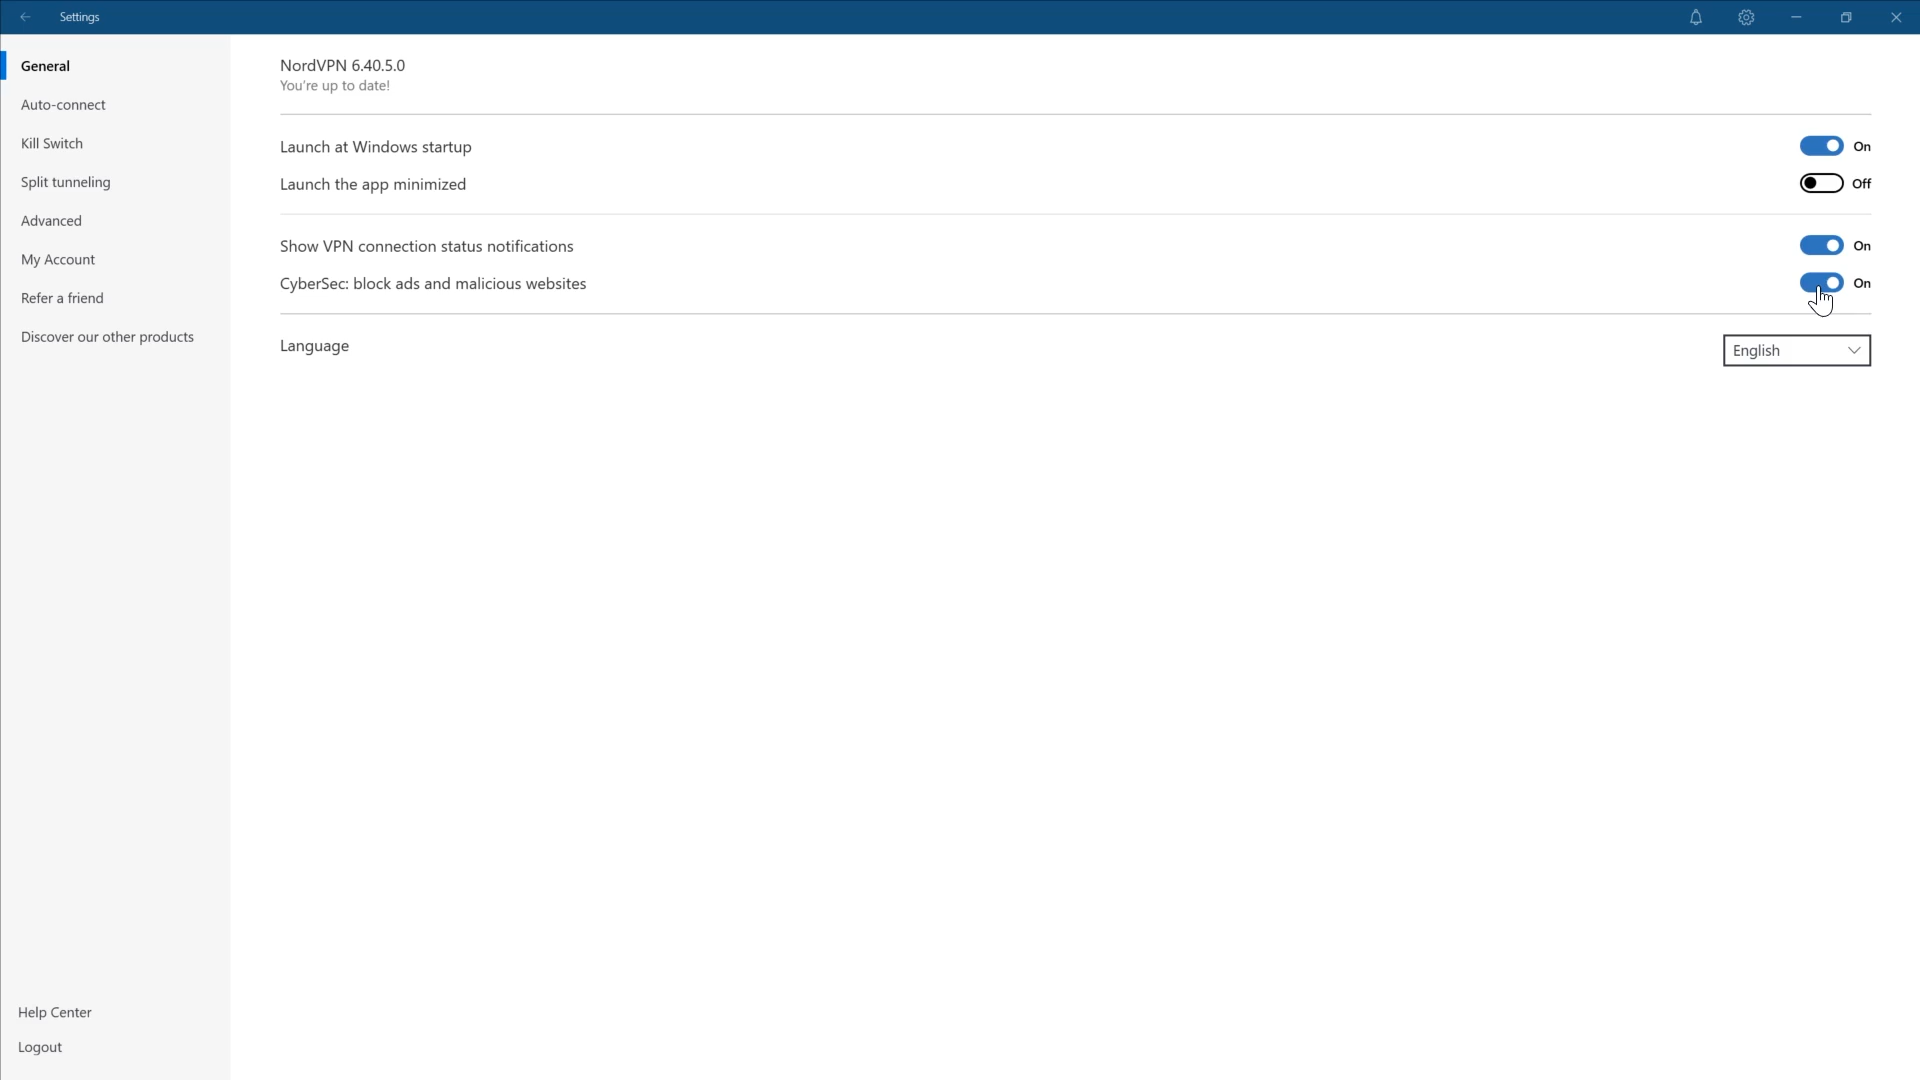 Settings
General
Auto-connect
Kill Switch
Split tunneling
Advanced
My Account
Refer a friend
Discover our other products
Help Center
Logout
NordVPN 6.40.5.0
You're up to date!
Launch at Windows startup On
Launch the app minimized Off
Show VPN connection status notifications On
CyberSec: block ads and malicious websites On
Language English